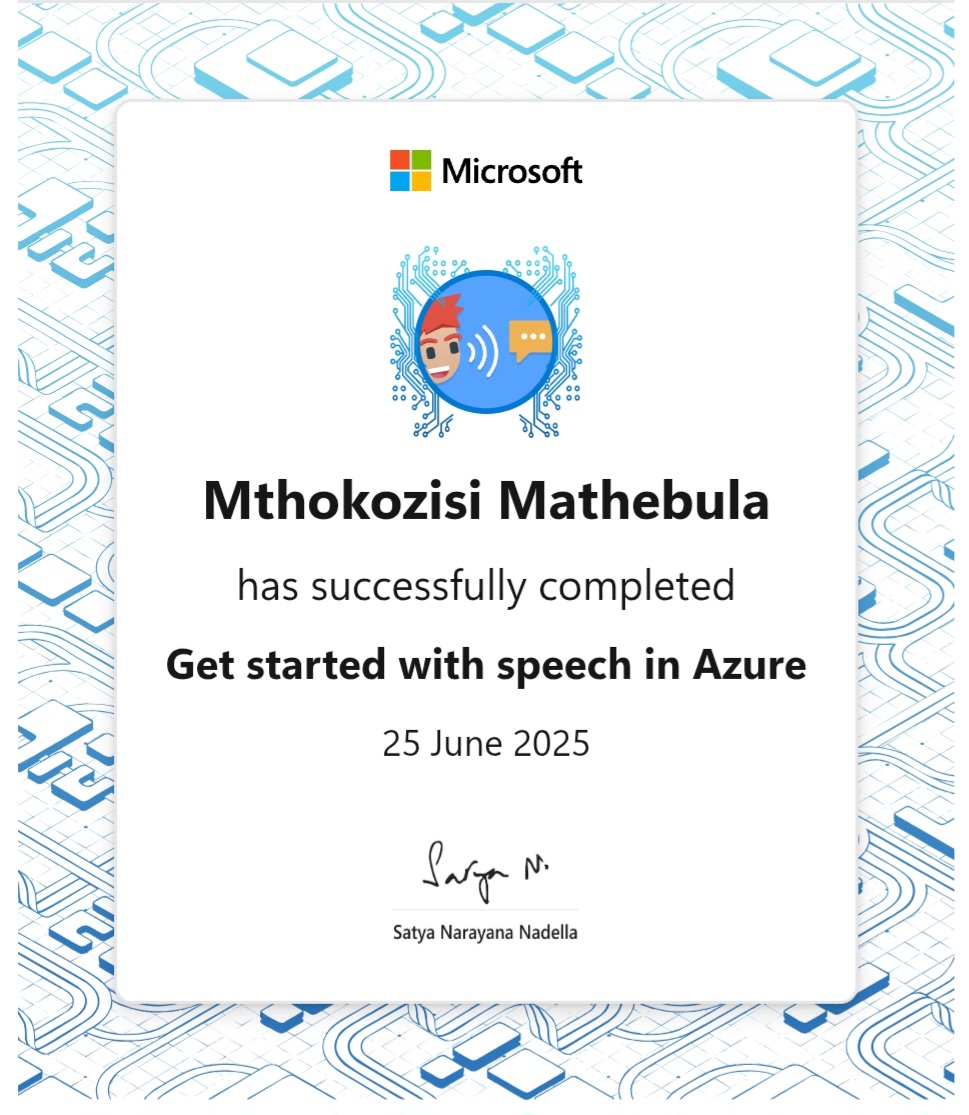 Microsoft
Mthokozisi Mathebula
has successfully completed
Get started with speech in Azure
25 June 2025
Satya N.
Satya Narayana Nadella